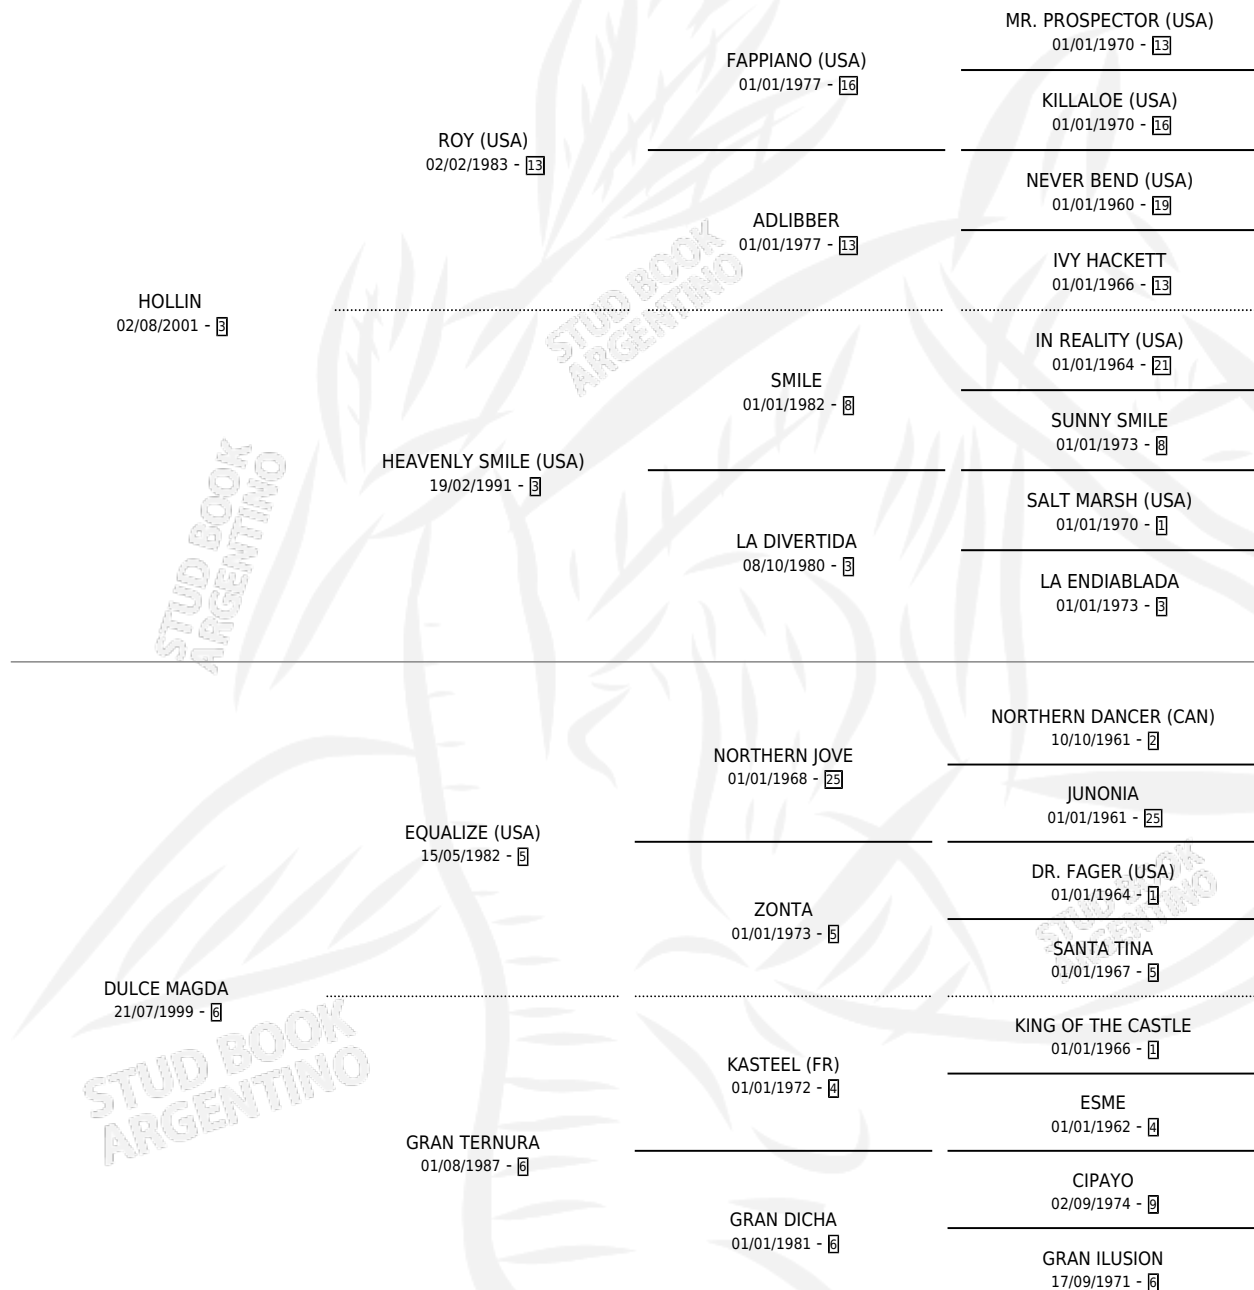 MR. PROSPECTOR (USA)
01/01/1970 - 13
FAPPIANO (USA)
01/01/1977 - 16
KILLALOE (USA)
01/01/1970 - 16
ROY (USA)
02/02/1983 - 13
NEVER BEND (USA)
01/01/1960 - 19
ADLIBBER
01/01/1977 - 13
IVY HACKETT
01/01/1966 - 13
HOLLIN
02/08/2001 - 3
IN REALITY (USA)
01/01/1964 - 21
SMILE
01/01/1982 - 8
SUNNY SMILE
01/01/1973 - 8
HEAVENLY SMILE (USA)
19/02/1991 - 3
SALT MARSH (USA)
01/01/1970 - 1
LA DIVERTIDA
08/10/1980 - 3
LA ENDIABLADA
01/01/1973 - 3
NORTHERN DANCER (CAN)
10/10/1961 - 2
NORTHERN JOVE
01/01/1968 - 25
JUNONIA
01/01/1961 - 25
EQUALIZE (USA)
15/05/1982 - 5
DR. FAGER (USA)
01/01/1964 - 1
ZONTA
01/01/1973 - 5
SANTA TINA
01/01/1967 - 5
DULCE MAGDA
21/07/1999 - 6
KING OF THE CASTLE
01/01/1966 - 1
KASTEEL (FR)
01/01/1972 - 4
ESME
01/01/1962 - 4
GRAN TERNURA
01/08/1987 - 6
CIPAYO
02/09/1974 - 9
GRAN DICHA
01/01/1981 - 6
GRAN ILUSION
17/09/1971 - 6
STUD BOOK
ARGENTINO
STUD BOOK
ARGENTINO
STUD BOOK
ARGENTINO
STUD BOOK
ARGENTINO